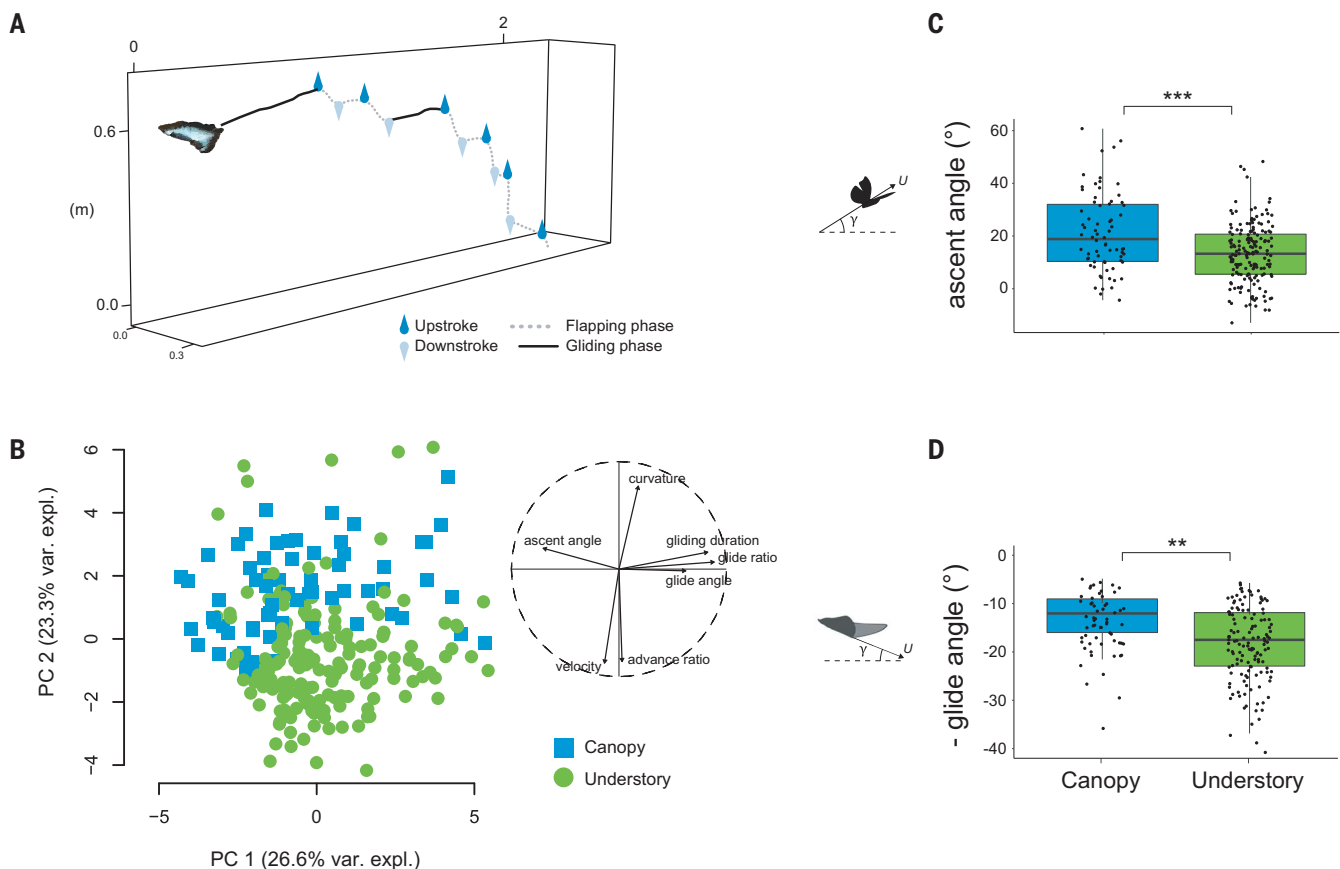 A
0
2
0.6
(m)
0.0
0.0
0.3
Upstroke
Flapping phase
Downstroke
Gliding phase
U
γ
C
***
ascent angle (°)
60
40
20
0
B
PC 2 (23.3% var. expl.)
6
4
2
0
−2
−4
−5
0
5
PC 1 (26.6% var. expl.)
curvature
ascent angle
gliding duration
glide ratio
glide angle
velocity
advance ratio
Canopy
Understory
γ
U
D
**
- glide angle (°)
0
-10
-20
-30
-40
Canopy
Understory